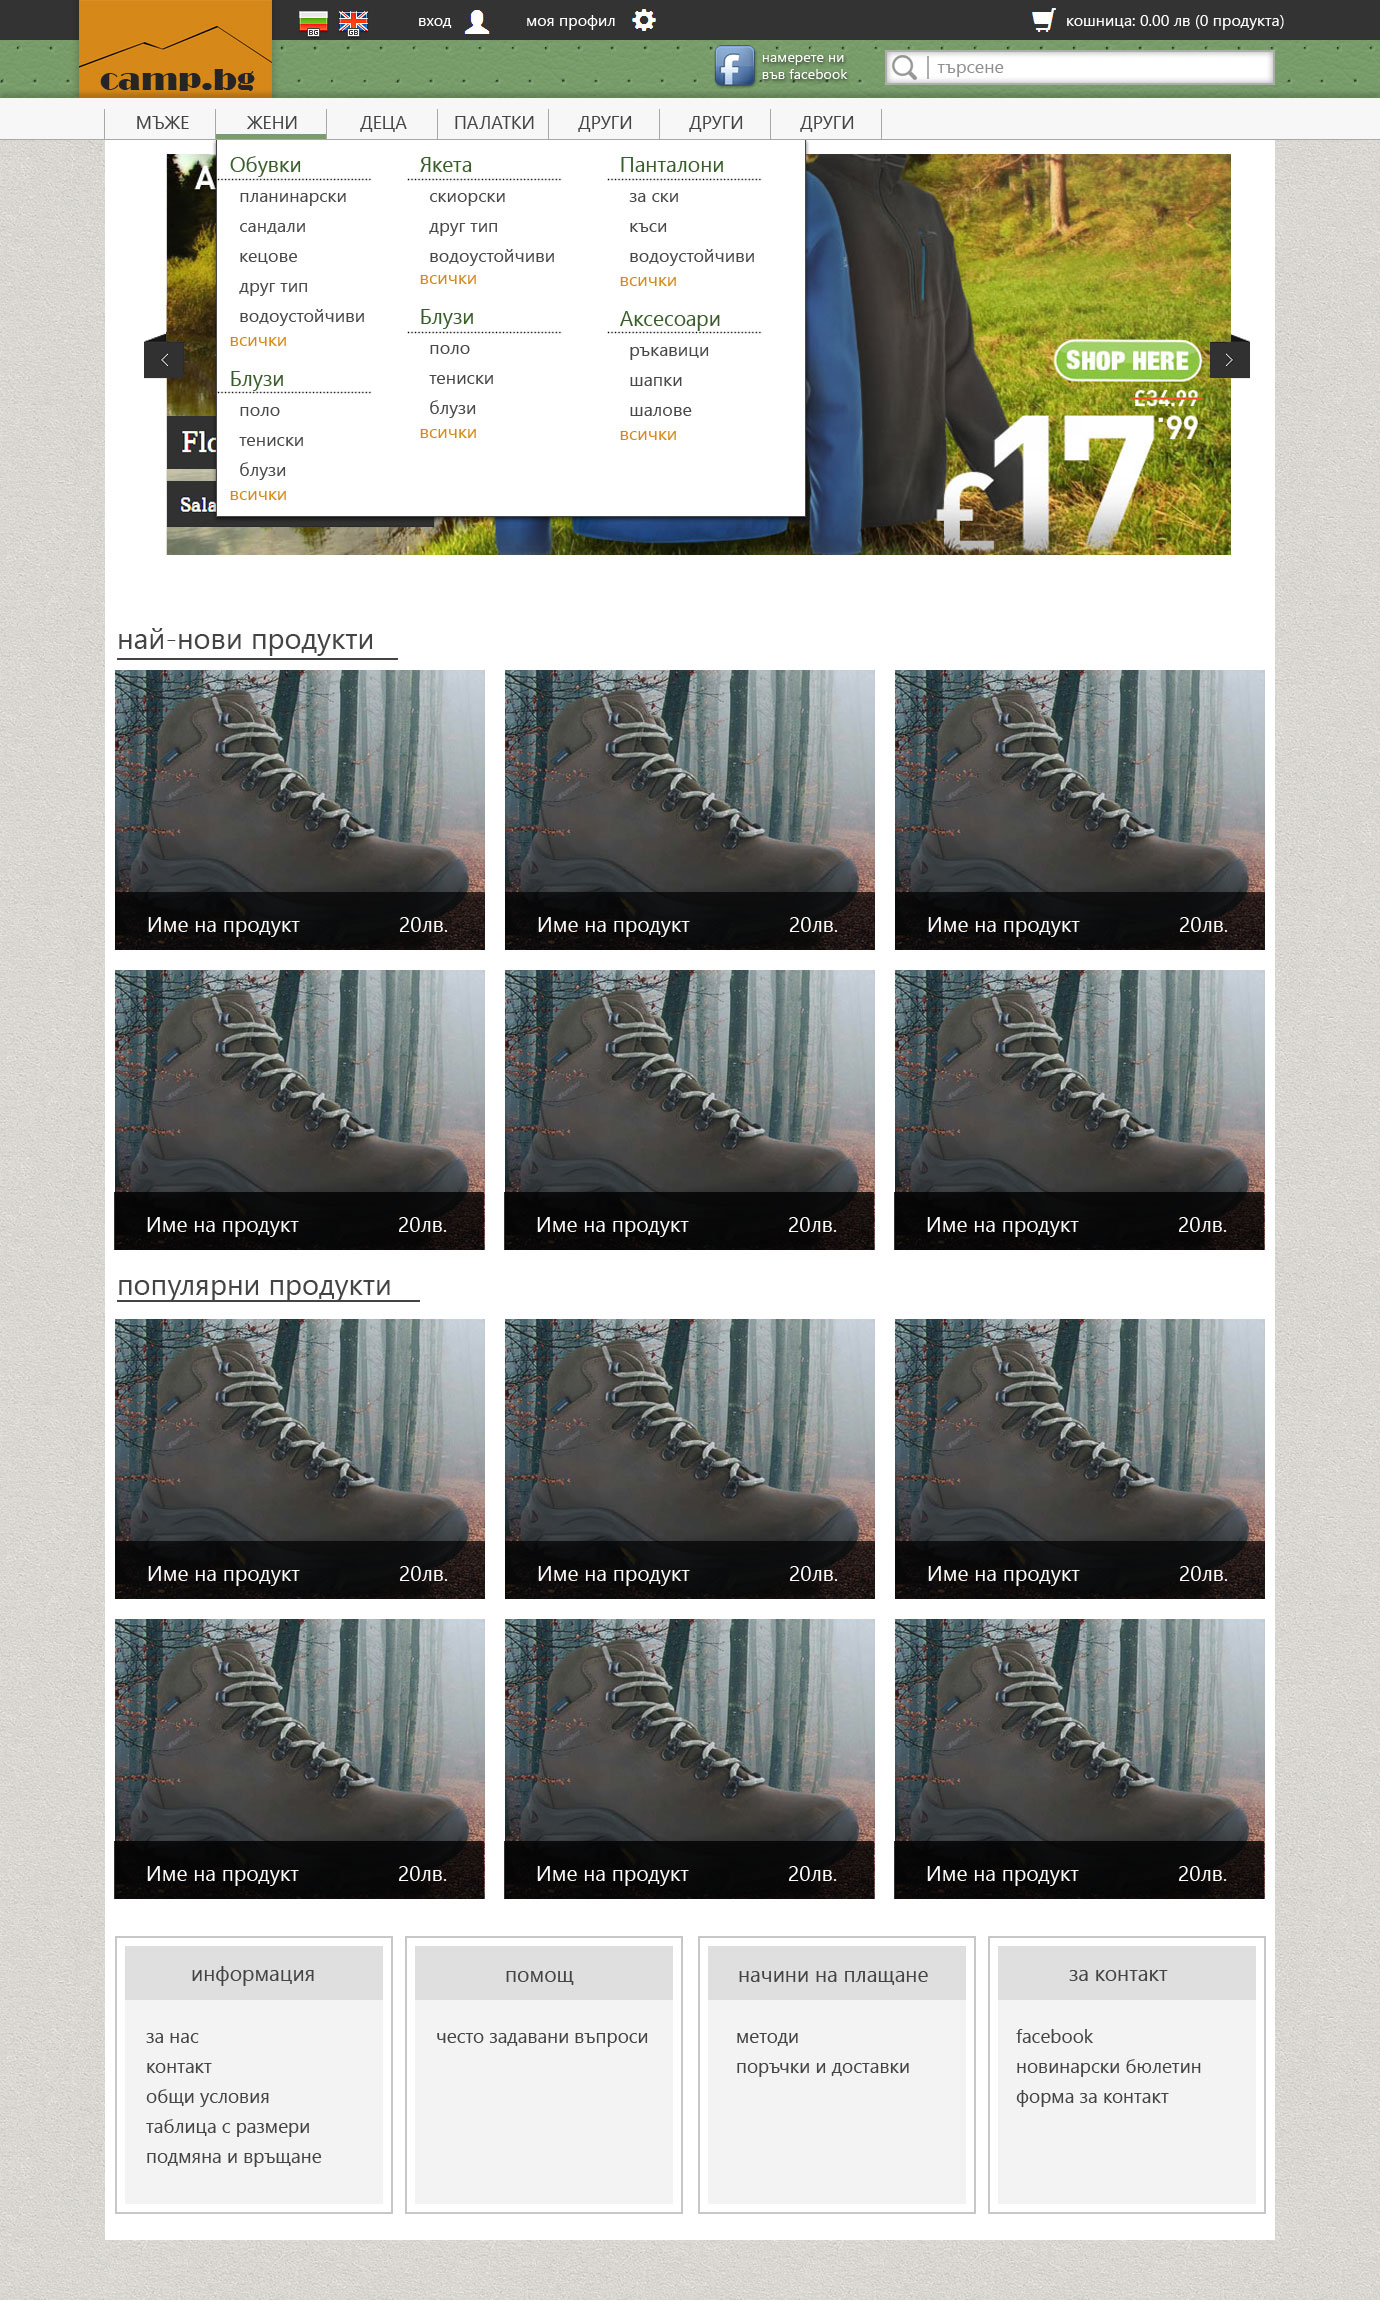 BG GB вход моя профил кошница: 0.00 лв (0 продукта)
camp.bg
намерете ни
във facebook
търсене
МЪЖЕ ЖЕНИ ДЕЦА ПАЛАТКИ ДРУГИ ДРУГИ ДРУГИ
Обувки
планинарски
сандали
кецове
друг тип
водоустойчиви
всички
Блузи
поло
тениски
блузи
всички
Якета
скиорски
друг тип
водоустойчиви
всички
Блузи
поло
тениски
блузи
всички
Панталони
за ски
къси
водоустойчиви
всички
Аксесоари
ръкавици
шапки
шалове
всички
SHOP HERE
£34.99
£17.99
най-нови продукти
Име на продукт 20лв.
Име на продукт 20лв.
Име на продукт 20лв.
Име на продукт 20лв.
Име на продукт 20лв.
Име на продукт 20лв.
популярни продукти
Име на продукт 20лв.
Име на продукт 20лв.
Име на продукт 20лв.
Име на продукт 20лв.
Име на продукт 20лв.
Име на продукт 20лв.
информация
за нас
контакт
общи условия
таблица с размери
подмяна и връщане
помощ
често задавани въпроси
начини на плащане
методи
поръчки и доставки
за контакт
facebook
новинарски бюлетин
форма за контакт